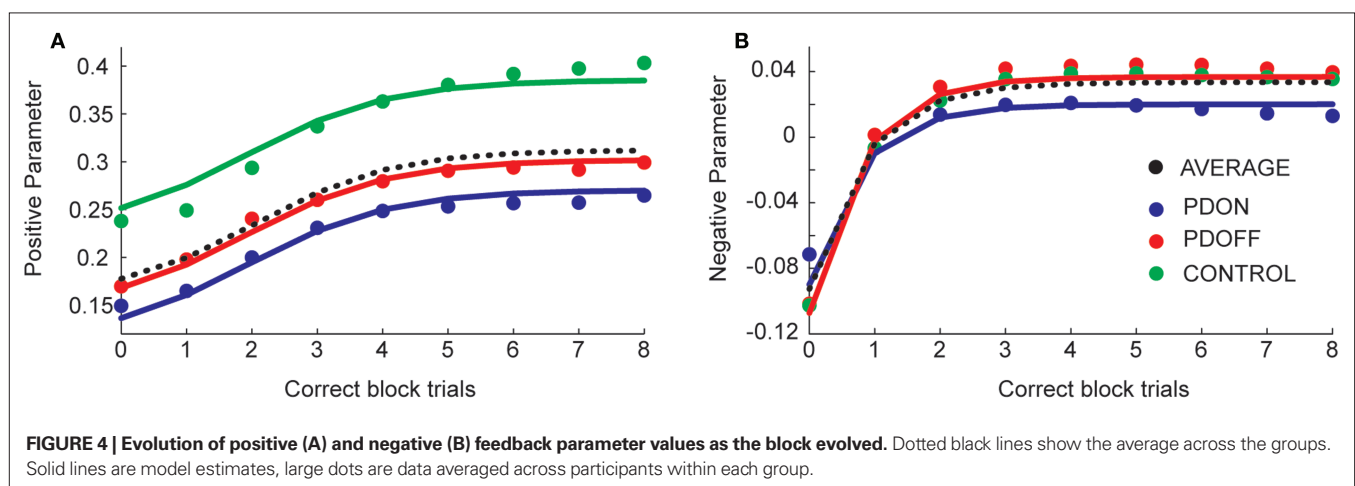 A
0.4
0.35
0.3
0.25
0.2
0.15
Positive Parameter
0 1 2 3 4 5 6 7 8
Correct block trials
B
0.04
0
-0.04
-0.08
-0.12
Negative Parameter
0 1 2 3 4 5 6 7 8
Correct block trials
AVERAGE
PDON
PDOFF
CONTROL
FIGURE 4 | Evolution of positive (A) and negative (B) feedback parameter values as the block evolved. Dotted black lines show the average across the groups.
Solid lines are model estimates, large dots are data averaged across participants within each group.